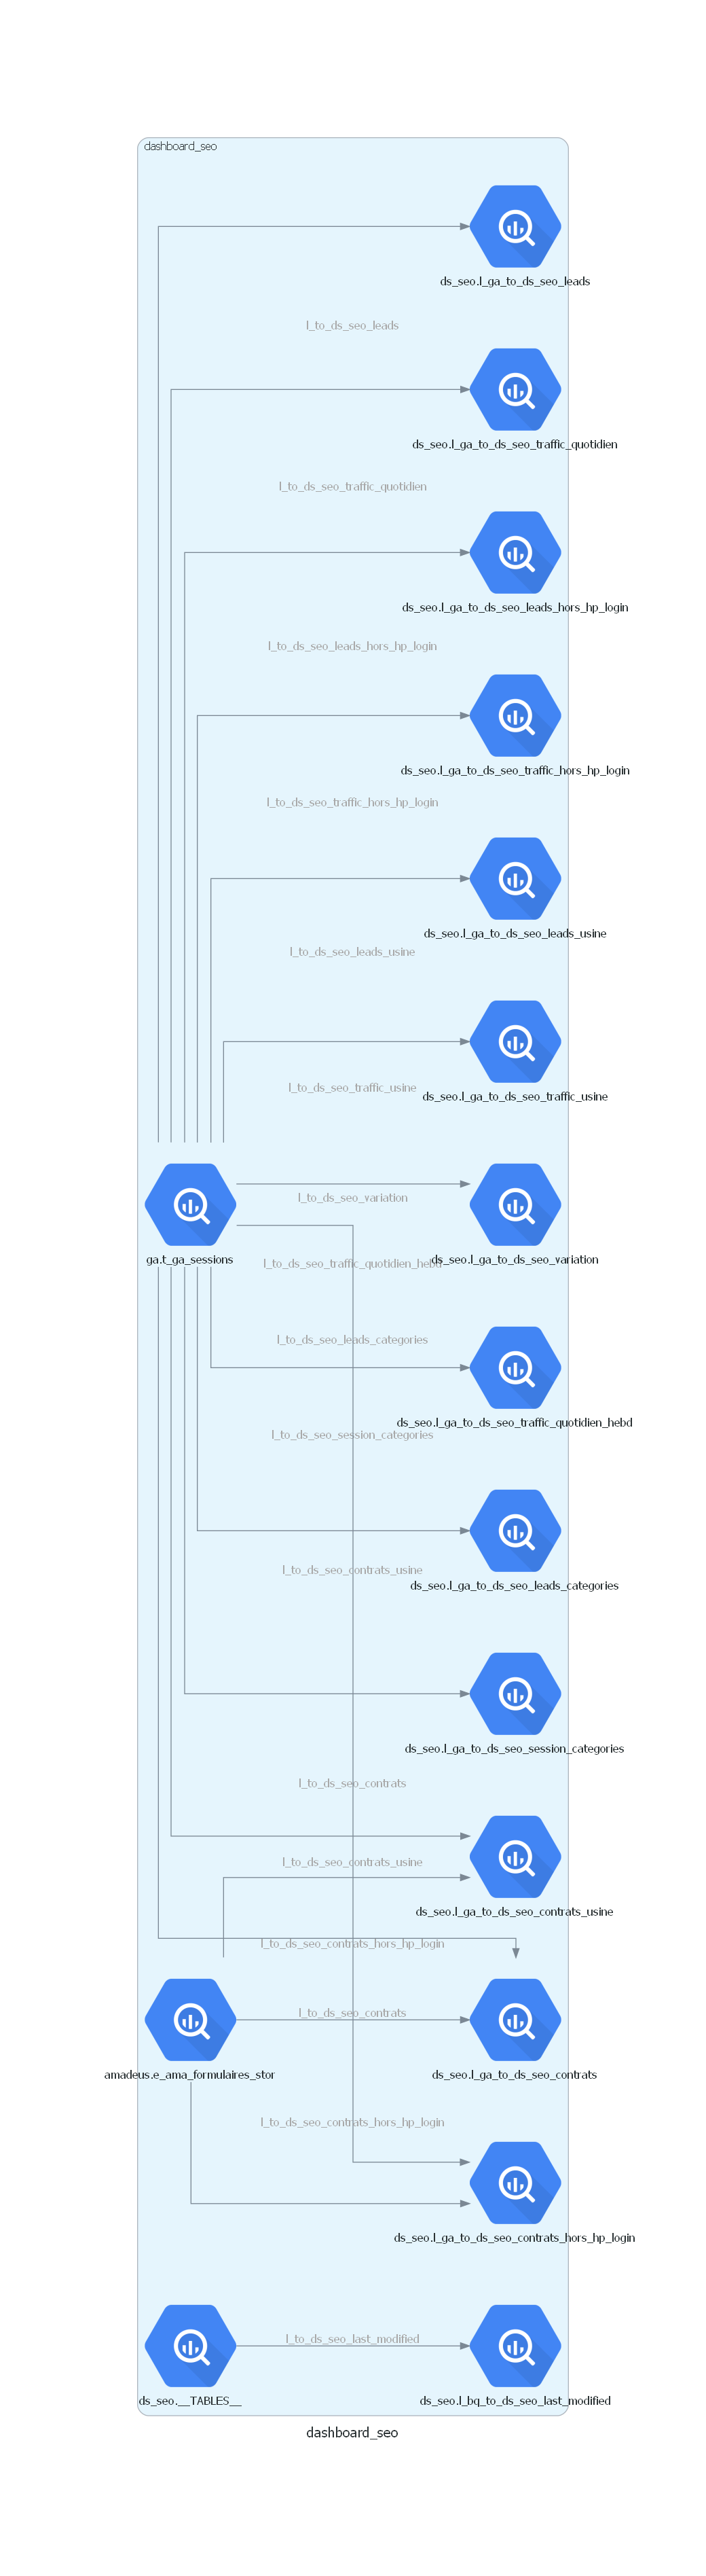 dashboard_seo
ds_seo.l_ga_to_ds_seo_leads
l_to_ds_seo_leads
ds_seo.l_ga_to_ds_seo_traffic_quotidien
l_to_ds_seo_traffic_quotidien
ds_seo.l_ga_to_ds_seo_leads_hors_hp_login
l_to_ds_seo_leads_hors_hp_login
ds_seo.l_ga_to_ds_seo_traffic_hors_hp_login
l_to_ds_seo_traffic_hors_hp_login
ds_seo.l_ga_to_ds_seo_leads_usine
l_to_ds_seo_leads_usine
l_to_ds_seo_traffic_usine
ds_seo.l_ga_to_ds_seo_traffic_usine
l_to_ds_seo_variation
ga.t_ga_sessions
ds_seo.l_ga_to_ds_seo_variation
l_to_ds_seo_traffic_quotidien_hebd
l_to_ds_seo_leads_categories
ds_seo.l_ga_to_ds_seo_traffic_quotidien_hebd
l_to_ds_seo_session_categories
l_to_ds_seo_contrats_usine
ds_seo.l_ga_to_ds_seo_leads_categories
ds_seo.l_ga_to_ds_seo_session_categories
l_to_ds_seo_contrats
l_to_ds_seo_contrats_usine
ds_seo.l_ga_to_ds_seo_contrats_usine
l_to_ds_seo_contrats_hors_hp_login
l_to_ds_seo_contrats
amadeus.e_ama_formulaires_stor
ds_seo.l_ga_to_ds_seo_contrats
l_to_ds_seo_contrats_hors_hp_login
ds_seo.l_ga_to_ds_seo_contrats_hors_hp_login
l_to_ds_seo_last_modified
ds_seo.__TABLES__
ds_seo.l_bq_to_ds_seo_last_modified
dashboard_seo